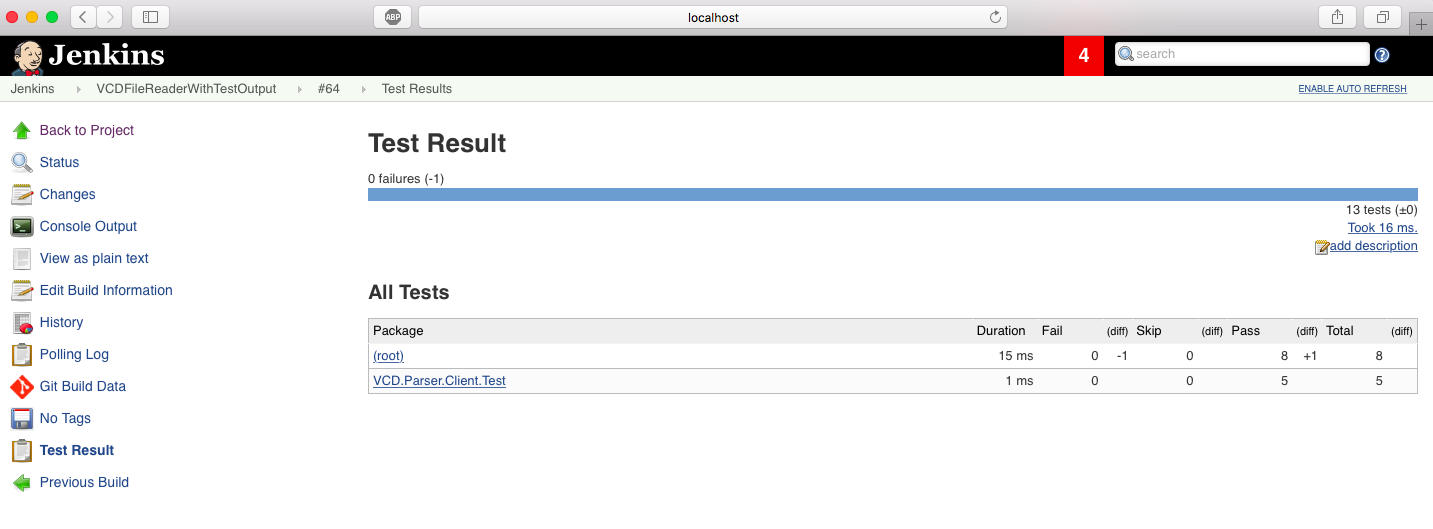 ABP
localhost
Jenkins
4
search
?
Jenkins VCDFileReaderWithTestOutput #64 Test Results
ENABLE AUTO REFRESH
Back to Project
Status
Changes
Console Output
View as plain text
Edit Build Information
History
Polling Log
Git Build Data
No Tags
Test Result
Previous Build
Test Result
0 failures (-1)
13 tests (±0)
Took 16 ms.
add description
All Tests
Package Duration Fail (diff) Skip (diff) Pass (diff) Total (diff)
(root) 15 ms 0 -1 0 8 +1 8
VCD.Parser.Client.Test 1 ms 0 0 5 5